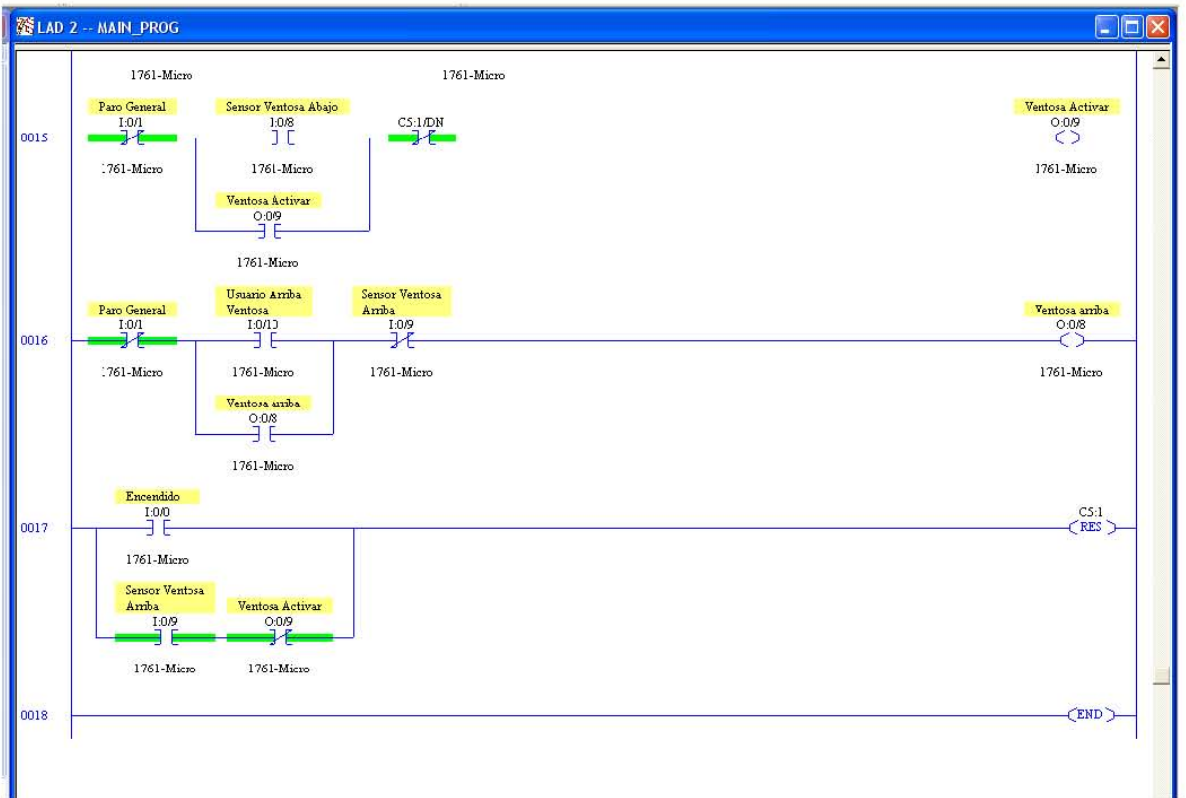 LAD 2 -- MAIN_PROG
1761-Micro 1761-Micro
Paro General Sensor Ventosa Abajo Ventosa Activar
I:0/1 I:0/8 C5:1/DN O:0/9
0015
1761-Micro 1761-Micro 1761-Micro
Ventosa Activar
O:0/9
1761-Micro
Usuario Arriba Sensor Ventosa
Paro General Ventosa Arriba Ventosa arriba
I:0/1 I:0/10 I:0/9 O:0/8
0016
1761-Micro 1761-Micro 1761-Micro 1761-Micro
Ventosa arriba
O:0/8
1761-Micro
Encendido
I:0/0 C5:1
0017 RES
1761-Micro
Sensor Ventosa
Arriba Ventosa Activar
I:0/9 O:0/9
1761-Micro 1761-Micro
0018 END